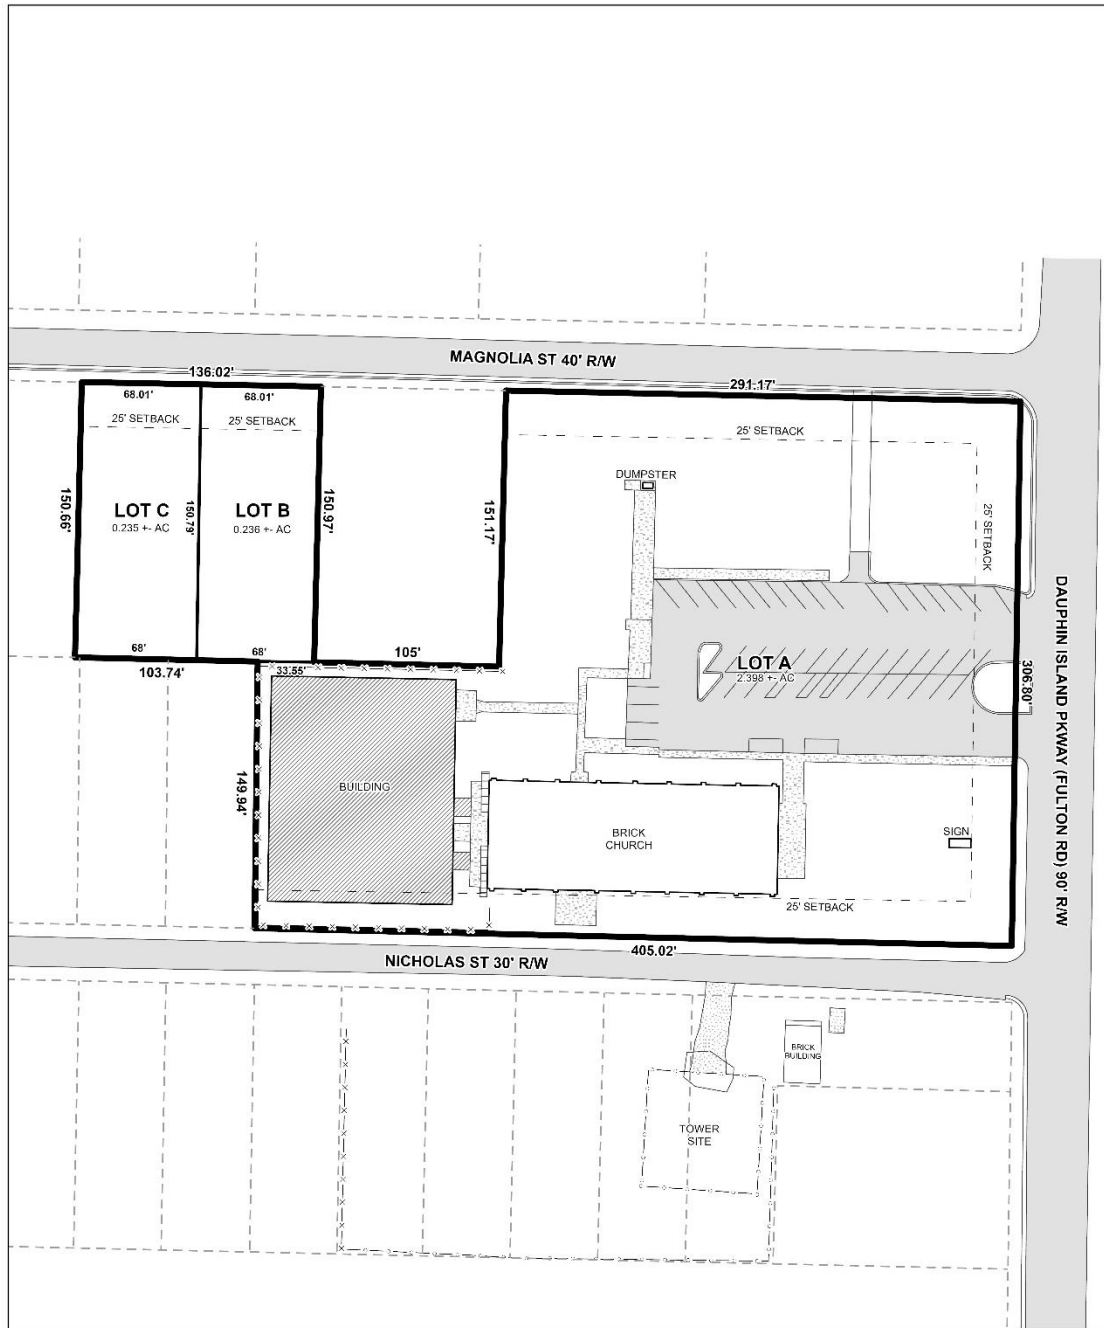 MAGNOLIA ST 40' R/W
136.02'
291.17'
68.01'
68.01'
25' SETBACK
25' SETBACK
25' SETBACK
DUMPSTER
25' SETBACK
150.66'
LOT C
0.235 +- AC
150.79'
LOT B
0.236 +- AC
150.97'
151.17'
DAUPHIN ISLAND PKWAY (FULTON RD) 90' R/W
68'
68'
105'
103.74'
33.55'
LOT A
2.398 +- AC
306.80'
149.94'
BUILDING
BRICK
CHURCH
SIGN
25' SETBACK
405.02'
NICHOLAS ST 30' R/W
BRICK
BUILDING
TOWER
SITE